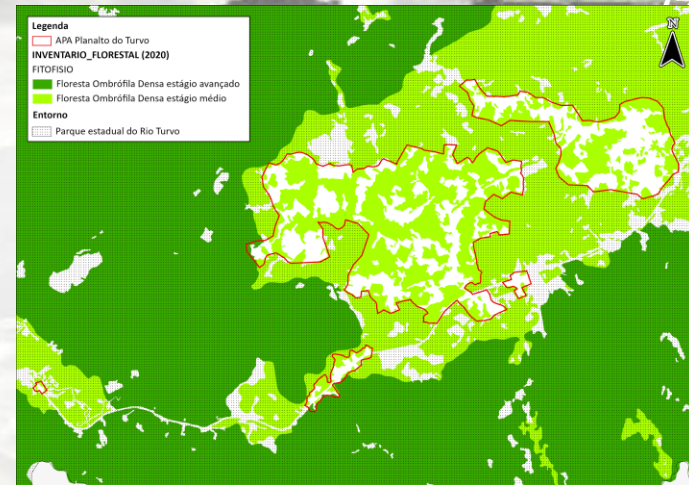 Legenda
APA Planalto do Turvo
INVENTARIO_FLORESTAL (2020)
FITOFISIO
Floresta Ombrófila Densa estágio avançado
Floresta Ombrófila Densa estágio médio
Entorno
Parque estadual do Rio Turvo
N